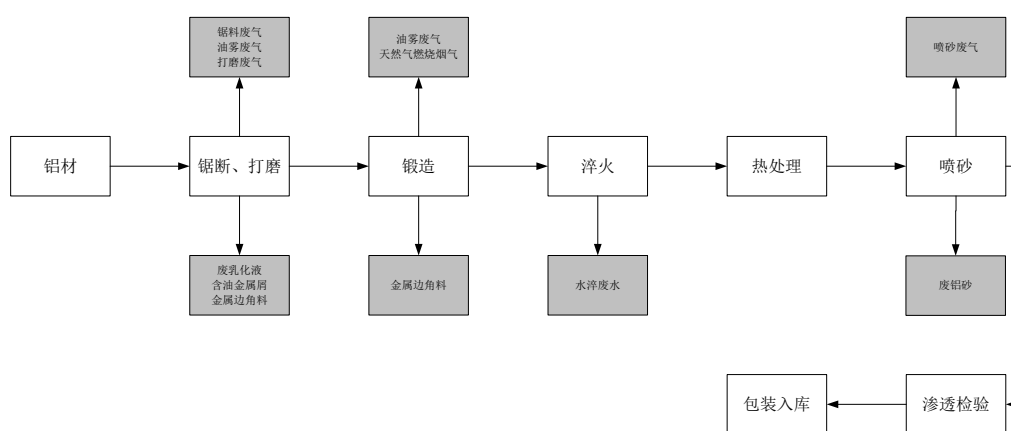 锯料废气
油雾废气
打磨废气
油雾废气
天然气燃烧烟气
喷砂废气
铝材
锯断、打磨
锻造
淬火
热处理
喷砂
废乳化液
含油金属屑
金属边角料
金属边角料
水淬废水
废铝砂
包装入库
渗透检验